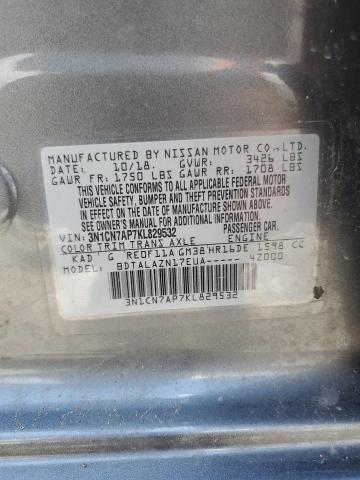 MANUFACTURED BY NISSAN MOTOR CO.,LTD.
DATE: 10/18. GVWR: 3426 LBS
GAWR FR: 1750 LBS GAWR RR: 1708 LBS
THIS VEHICLE CONFORMS TO ALL APPLICABLE FEDERAL MOTOR
VEHICLE SAFETY, BUMPER, AND THEFT PREVENTION STANDARDS
IN EFFECT ON THE DATE OF MANUFACTURE SHOWN ABOVE.
SEE OWNER'S MANUAL FOR ADDITIONAL INFORMATION.
VIN: 3N1CN7AP7KL829532 PASSENGER CAR.
COLOR TRIM TRANS AXLE ENGINE
KAD G RE0F11A GM38 HR16DE 1598 CC
MODEL: BDTALAZN17EUA----- 42000
3N1CN7AP7KL829532